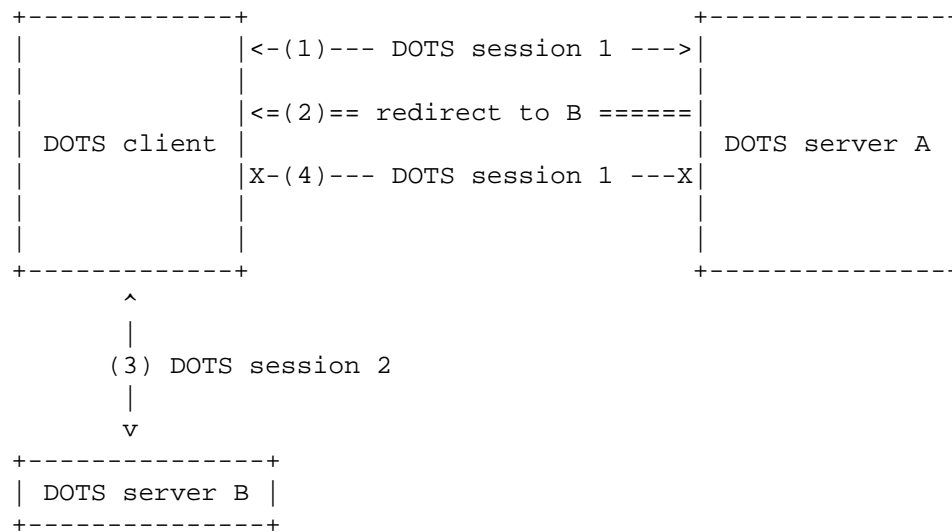 +-------------+                            +---------------
|             |<-(1)--- DOTS session 1 --->|
|             |                            |
|             |<=(2)== redirect to B ======|
| DOTS client |                            | DOTS server A
|             |X-(4)--- DOTS session 1 ---X|
|             |                            |
|             |                            |
+-------------+                            +---------------
       ^
       |
      (3) DOTS session 2
       |
       v
+---------------+
| DOTS server B |
+---------------+